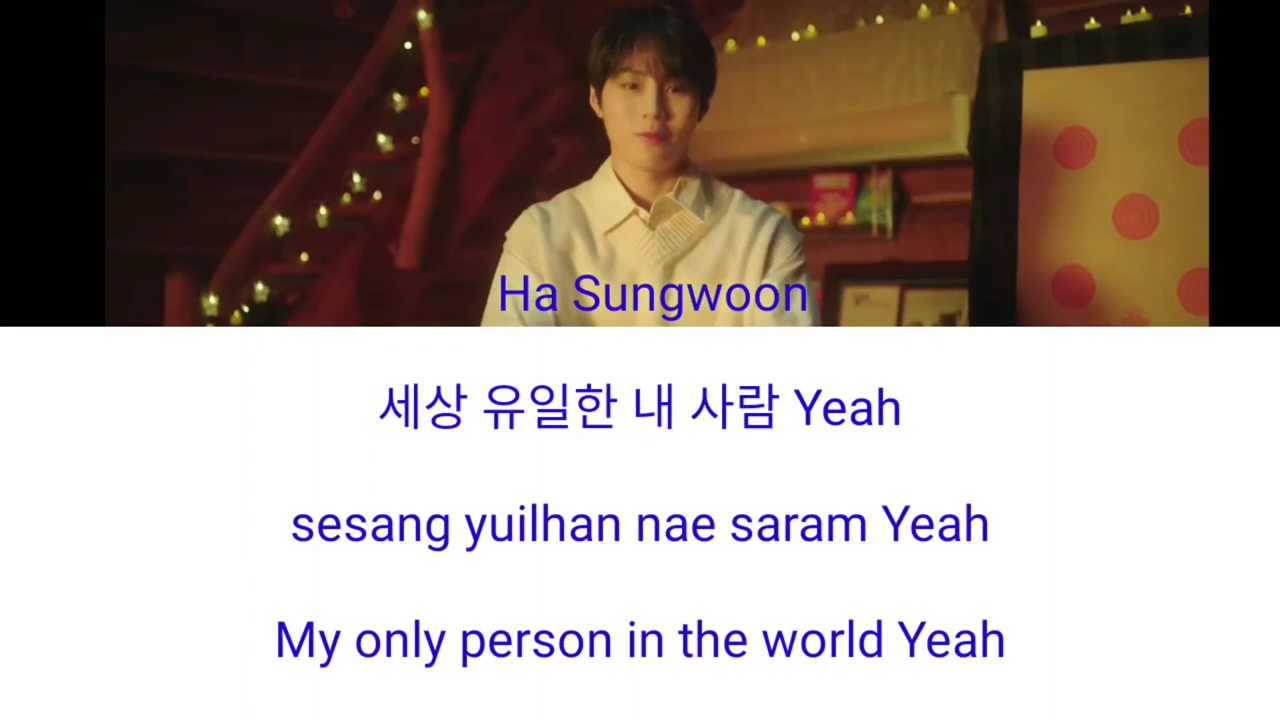 Ha Sungwoon
세상 유일한 내 사람 Yeah
sesang yuilhan nae saram Yeah
My only person in the world Yeah